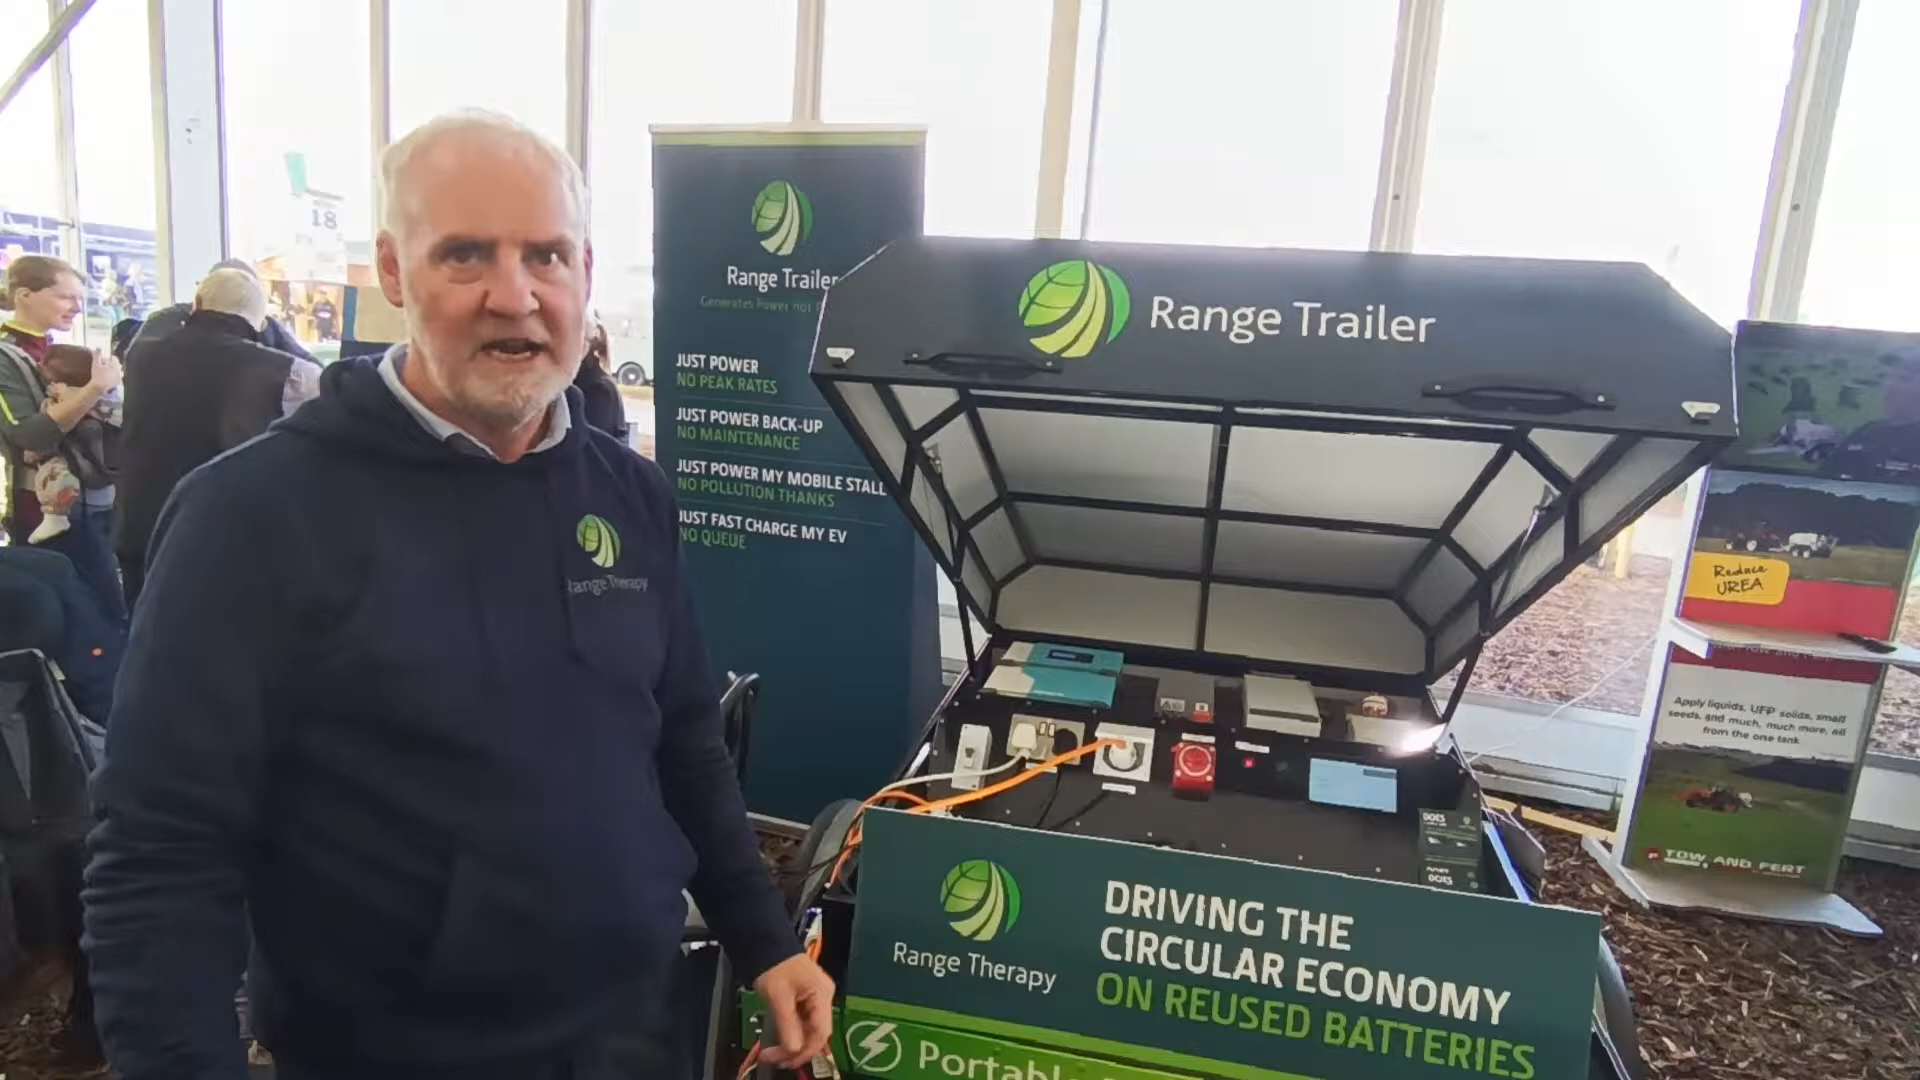 18
Range Trailer
Generates Power not
JUST POWER
NO PEAK RATES
JUST POWER BACK-UP
NO MAINTENANCE
JUST POWER MY MOBILE STALL
NO POLLUTION THANKS
JUST FAST CHARGE MY EV
NO QUEUE
Range Therapy
Range Trailer
Range Therapy
DRIVING THE
CIRCULAR ECONOMY
ON REUSED BATTERIES
Reduce
UREA
Apply liquids, UFP solids, small
seeds, and much, much more, all
from the one tank
TOW AND FERT